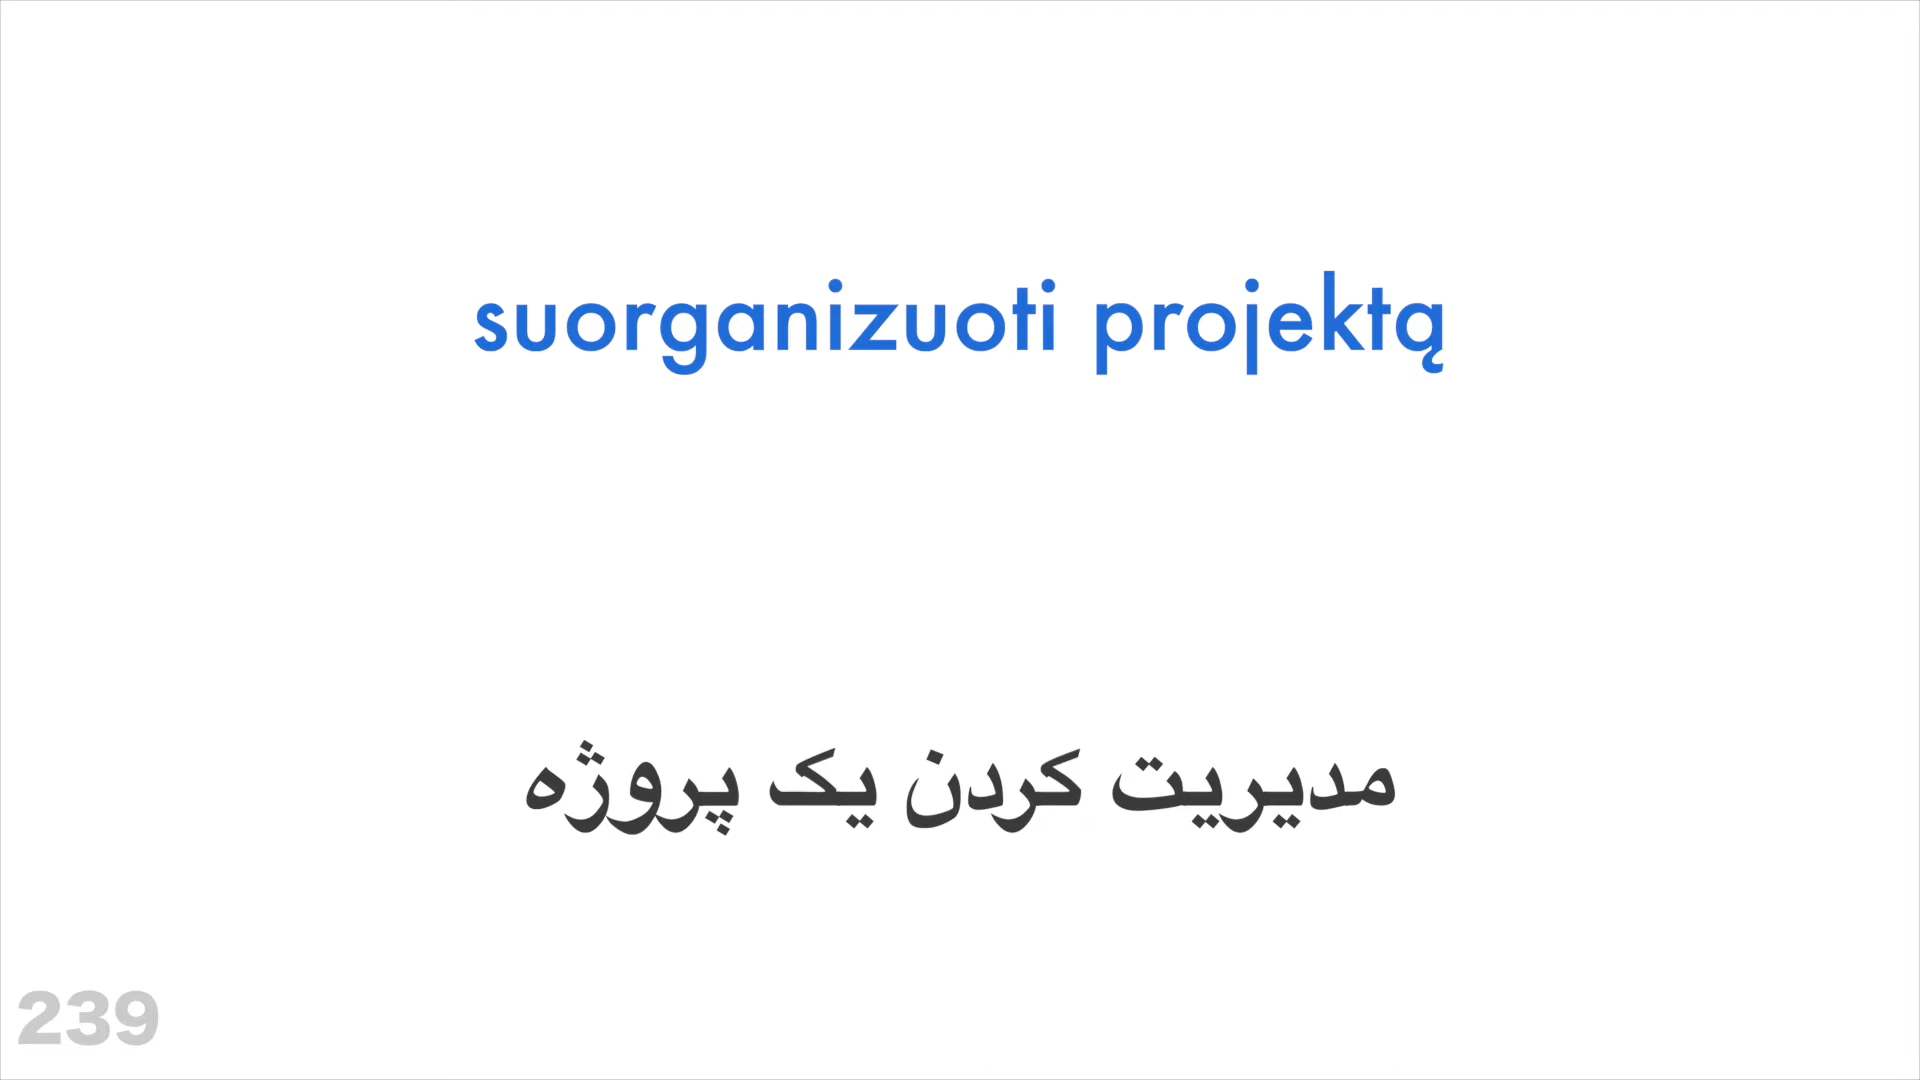 suorganizuoti projektą
مدیریت کردن یک پروژه
239